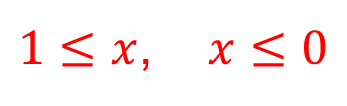 1 ≤ x, x ≤ 0